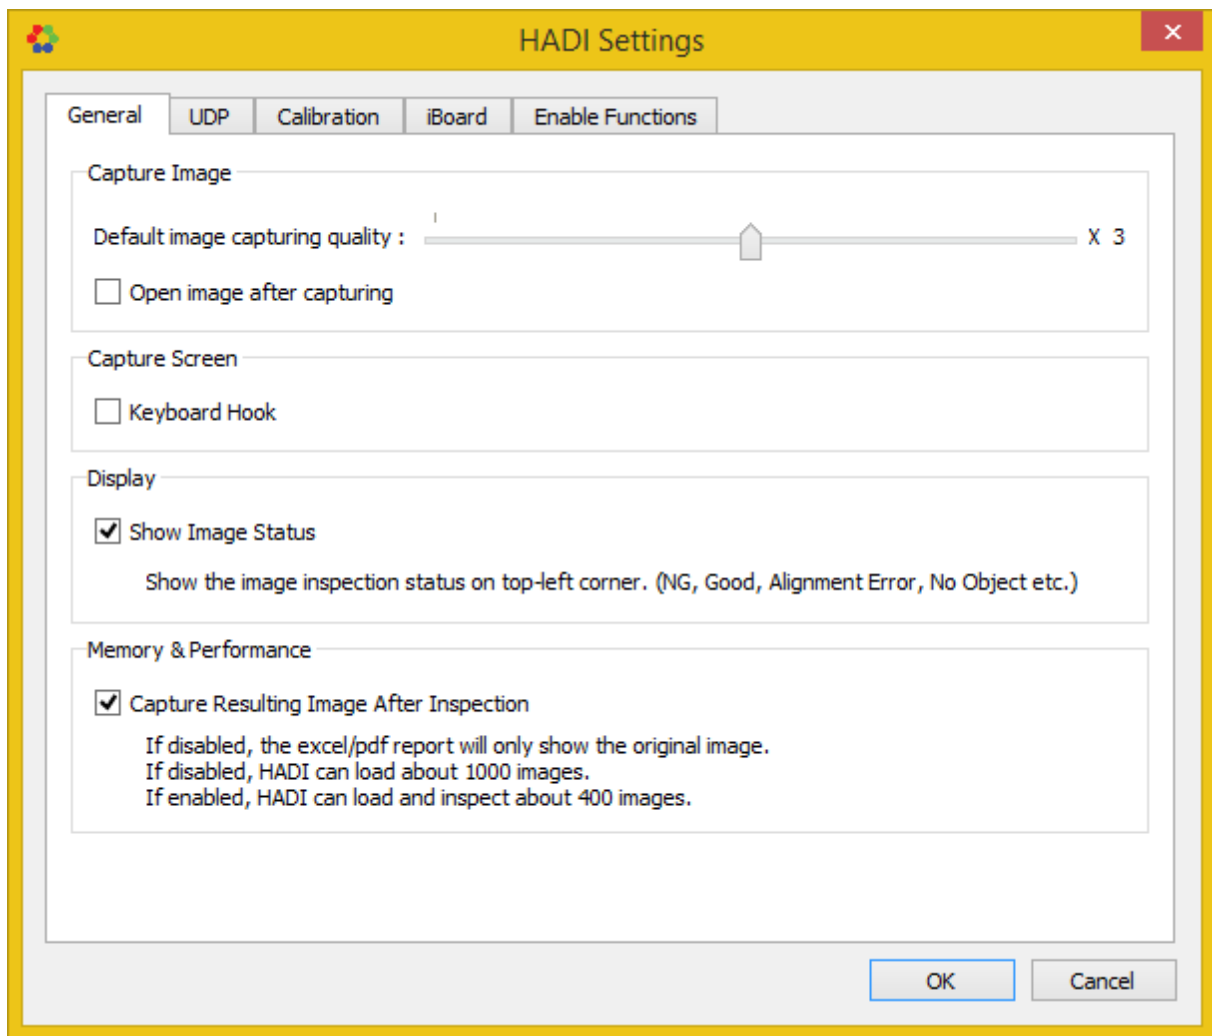 HADI Settings
General UDP Calibration iBoard Enable Functions
Capture Image
Default image capturing quality : X 3
Open image after capturing
Capture Screen
Keyboard Hook
Display
Show Image Status
Show the image inspection status on top-left corner. (NG, Good, Alignment Error, No Object etc.)
Memory & Performance
Capture Resulting Image After Inspection
If disabled, the excel/pdf report will only show the original image.
If disabled, HADI can load about 1000 images.
If enabled, HADI can load and inspect about 400 images.
OK Cancel